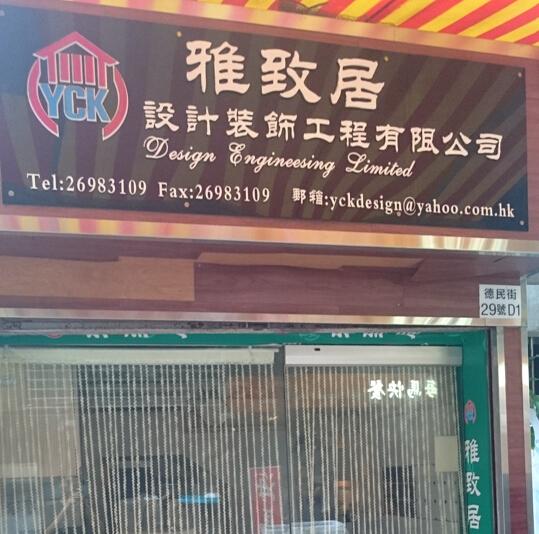 YCK
雅致居
設計裝飾工程有限公司
Design Engineesing Limited
Tel:26983109 Fax:26983109 郵箱:yckdesign@yahoo.com.hk
德民街
29號D1
雅致居